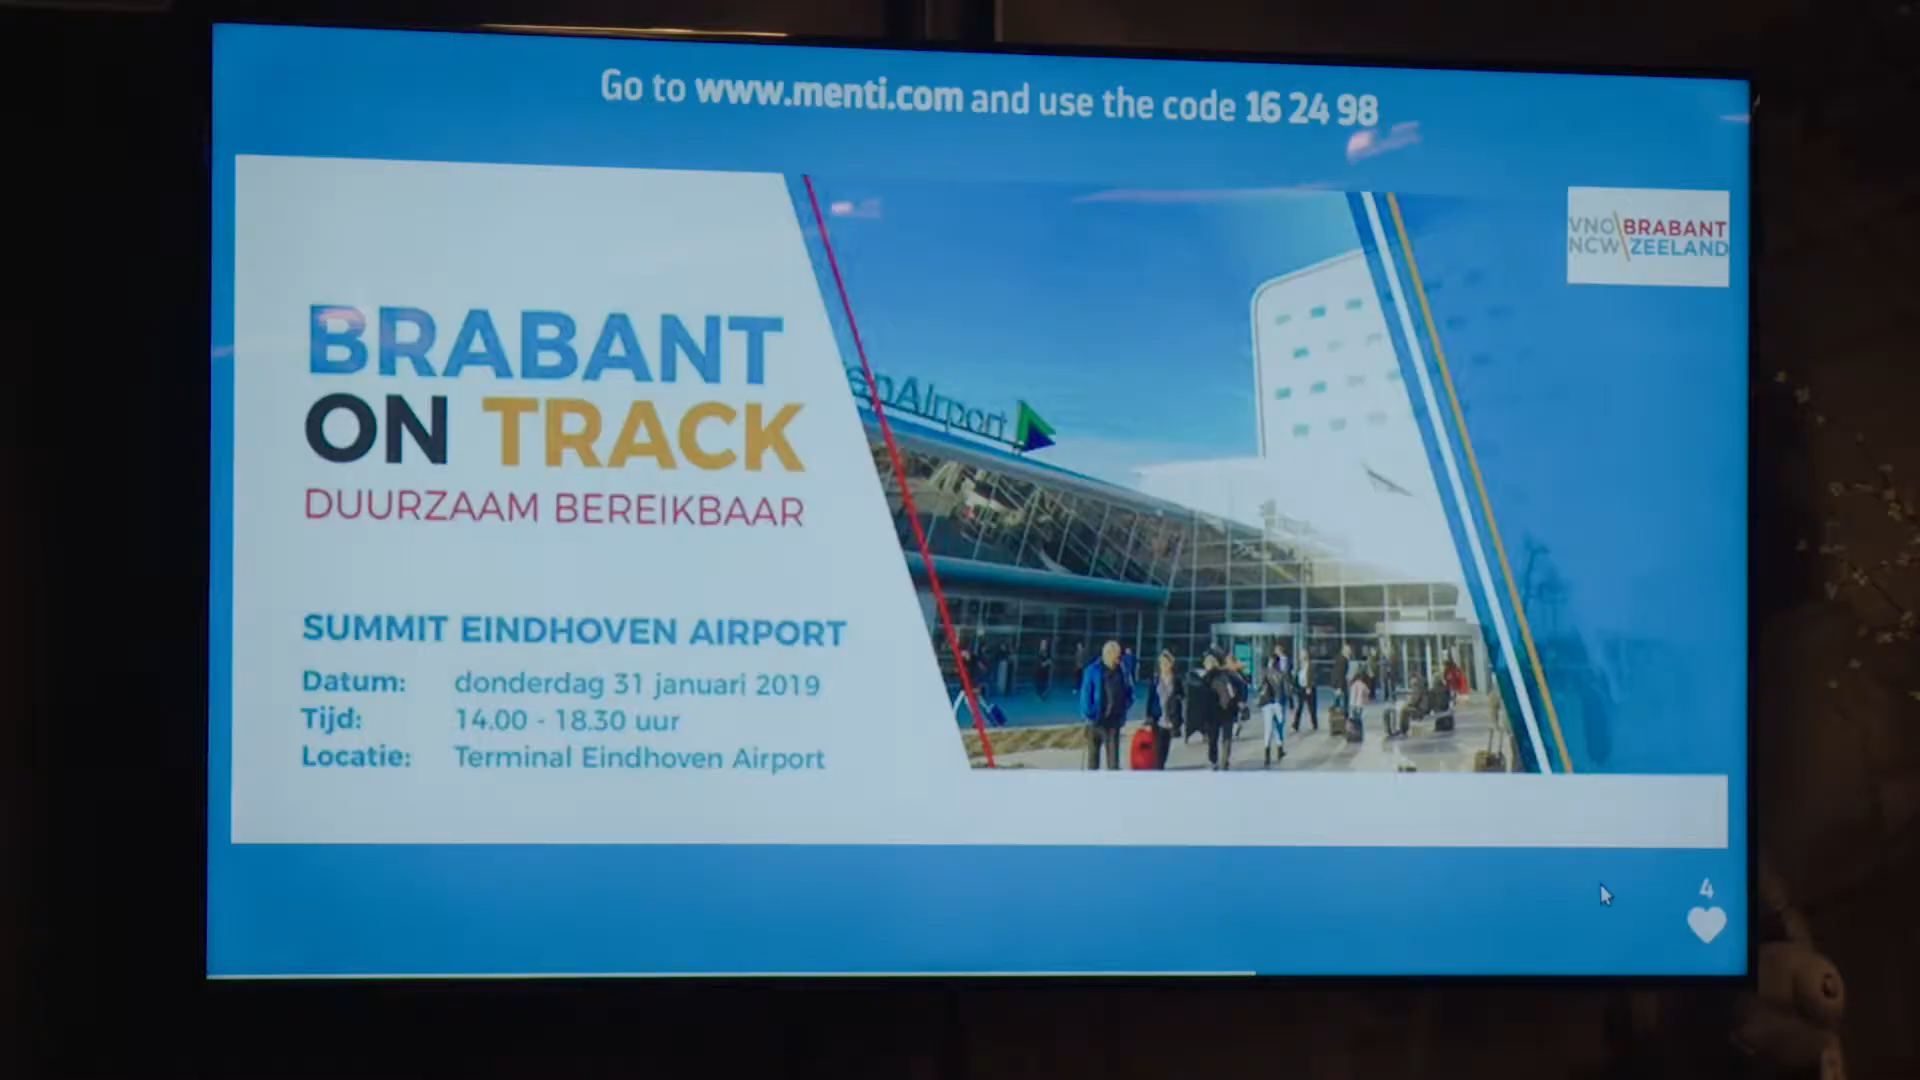 Go to www.menti.com and use the code 16 24 98
VNO\BRABANT
NCW\ZEELAND
BRABANT
ON TRACK
DUURZAAM BEREIKBAAR
SUMMIT EINDHOVEN AIRPORT
Datum: donderdag 31 januari 2019
Tijd: 14.00 - 18.30 uur
Locatie: Terminal Eindhoven Airport
4